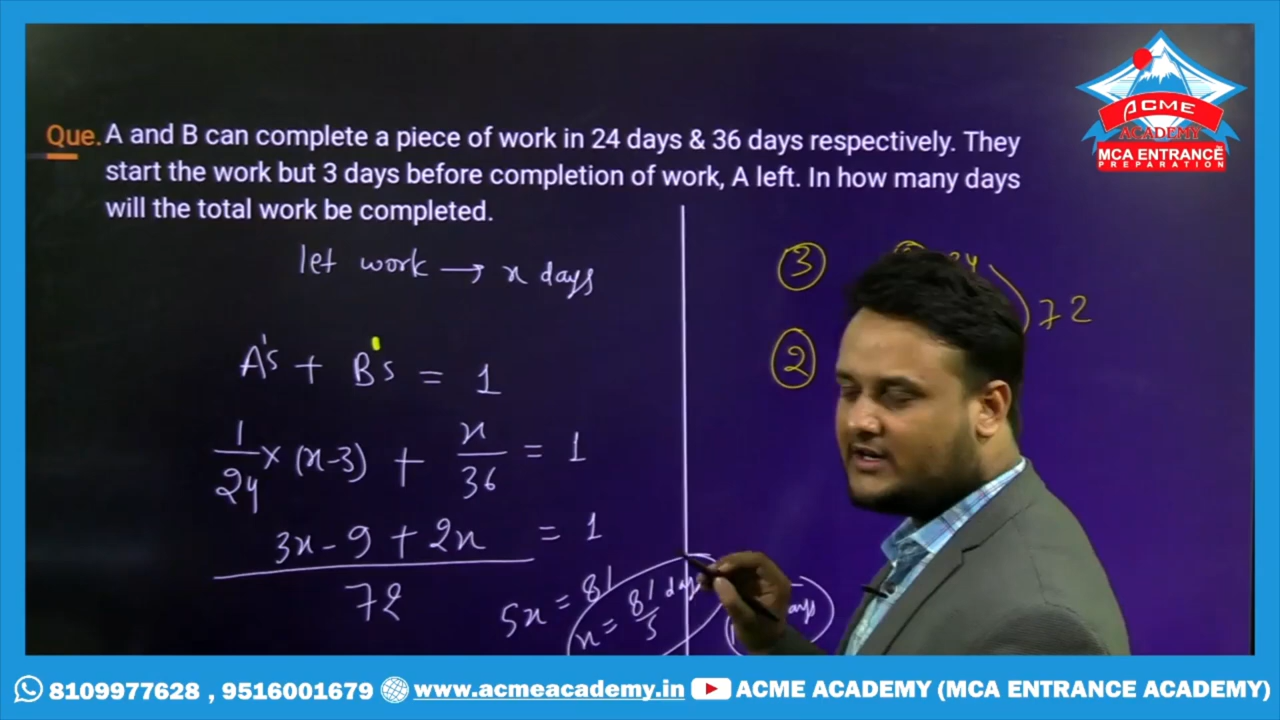 Que. A and B can complete a piece of work in 24 days & 36 days respectively. They
start the work but 3 days before completion of work, A left. In how many days
will the total work be completed.
let work → x days
A's + B's = 1
1/24 × (x-3) + x/36 = 1
3x - 9 + 2x / 72 = 1
5x = 81
x = 81/5 days
3
72
2
ACME
ACADEMY
MCA ENTRANCE
PREPARATION
8109977628 , 9516001679 www.acmeacademy.in ACME ACADEMY (MCA ENTRANCE ACADEMY)